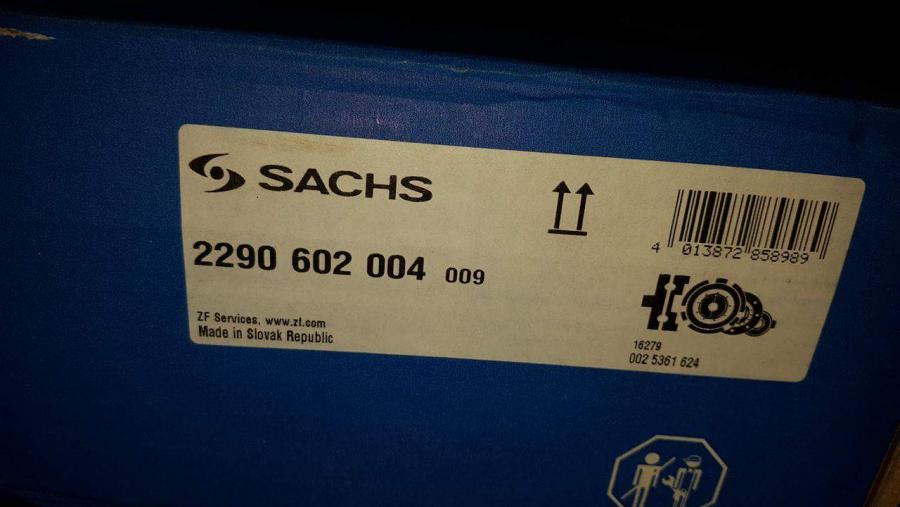 SACHS
2290 602 004 009
4 013872 858989
ZF Services, www.zf.com
Made in Slovak Republic
16279
002 5361 624